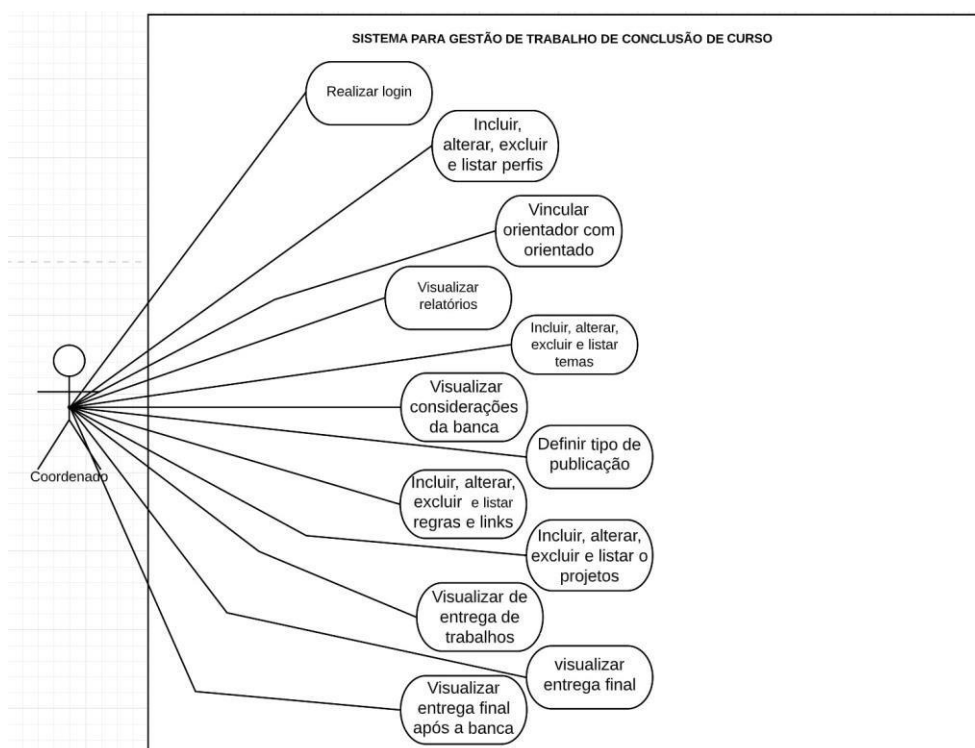 SISTEMA PARA GESTÃO DE TRABALHO DE CONCLUSÃO DE CURSO
Realizar login
Incluir,
alterar, excluir
e listar perfis
Vincular
orientador com
orientado
Visualizar
relatórios
Incluir, alterar,
excluir e listar
temas
Visualizar
considerações
da banca
Definir tipo de
publicação
Coordenado
Incluir, alterar,
excluir e listar
regras e links
Incluir, alterar,
excluir e listar o
projetos
Visualizar de
entrega de
trabalhos
visualizar
entrega final
Visualizar
entrega final
após a banca